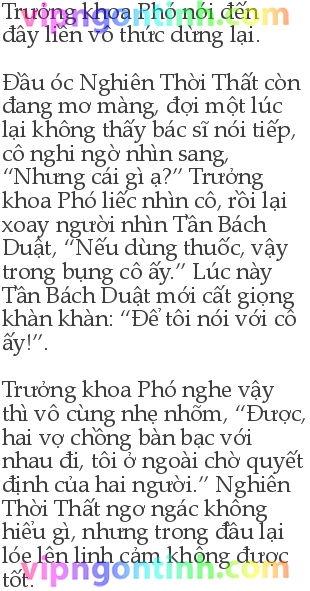 Trưởng khoa Phó nói đến
đây liền vô thức dừng lại.
Đầu óc Nghiên Thời Thất còn
đang mơ màng, đợi một lúc
lại không thấy bác sĩ nói tiếp,
cô nghi ngờ nhìn sang,
“Nhưng cái gì ạ?” Trưởng
khoa Phó liếc nhìn cô, rồi lại
xoay người nhìn Tần Bách
Duật, “Nếu dùng thuốc, vậy
trong bụng cô ấy.” Lúc này
Tần Bách Duật mới cất giọng
khàn khàn: “Để tôi nói với cô
ấy!”.
Trưởng khoa Phó nghe vậy
thì vô cùng nhẹ nhõm, “Được,
hai vợ chồng bàn bạc với
nhau đi, tôi ở ngoài chờ quyết
định của hai người.” Nghiên
Thời Thất ngơ ngác không
hiểu gì, nhưng trong đầu lại
lóe lên linh cảm không được
tốt.
vipngontinh.com
vipngontinh.com